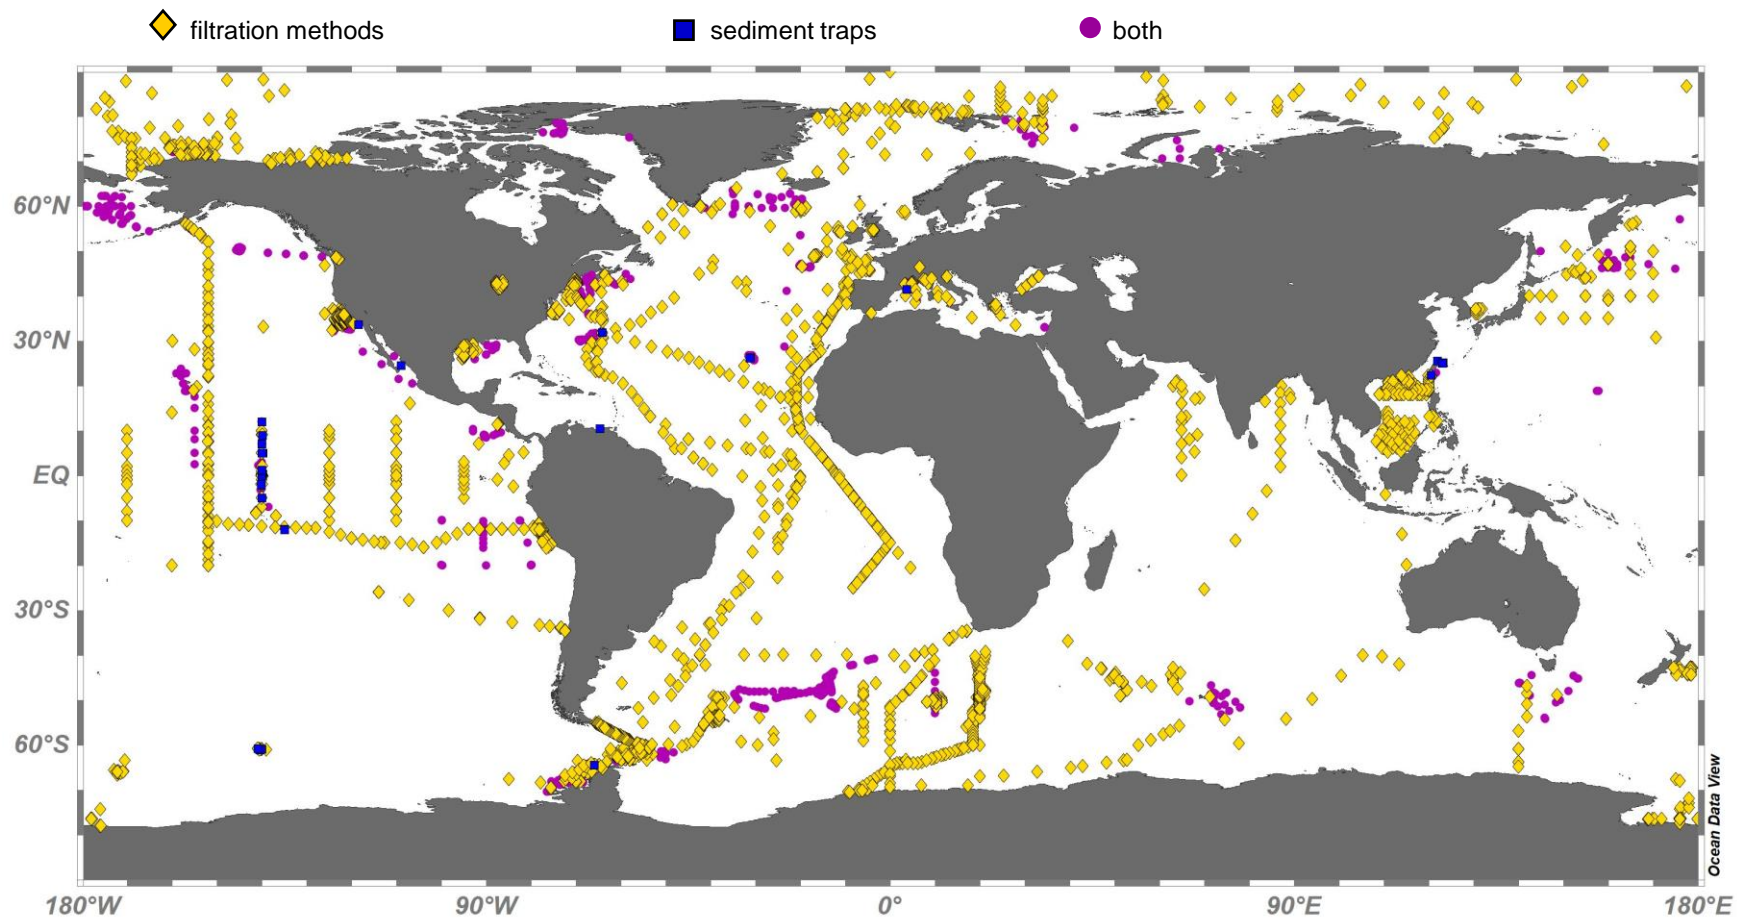 filtration methods
sediment traps
both
60°N
30°N
EQ
30°S
60°S
Ocean Data View
180°W
90°W
0°
90°E
180°E